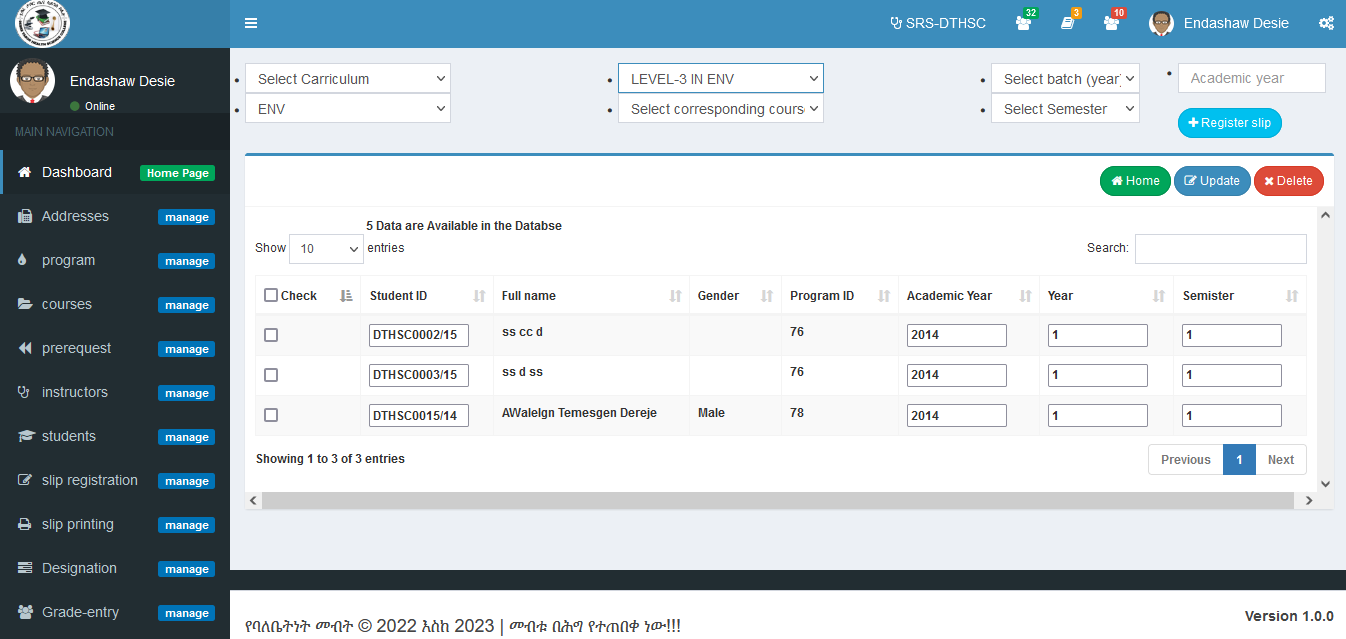 SRS-DTHSC
32
3
10
Endashaw Desie
Endashaw Desie
Online
MAIN NAVIGATION
Dashboard Home Page
Addresses manage
program manage
courses manage
prerequest manage
instructors manage
students manage
slip registration manage
slip printing manage
Designation manage
Grade-entry manage
Select Carriculum
LEVEL-3 IN ENV
Select batch (year)
Academic year
ENV
Select corresponding cours
Select Semester
Register slip
Home Update Delete
5 Data are Available in the Databse
Show 10 entries
Search:
Check Student ID Full name Gender Program ID Academic Year Year Semister
DTHSC0002/15 ss cc d 76 2014 1 1
DTHSC0003/15 ss d ss 76 2014 1 1
DTHSC0015/14 AWalelgn Temesgen Dereje Male 78 2014 1 1
Showing 1 to 3 of 3 entries
Previous 1 Next
የባለቤትነት መብት © 2022 እስከ 2023 | መብቱ በሕግ የተጠበቀ ነው!!!
Version 1.0.0